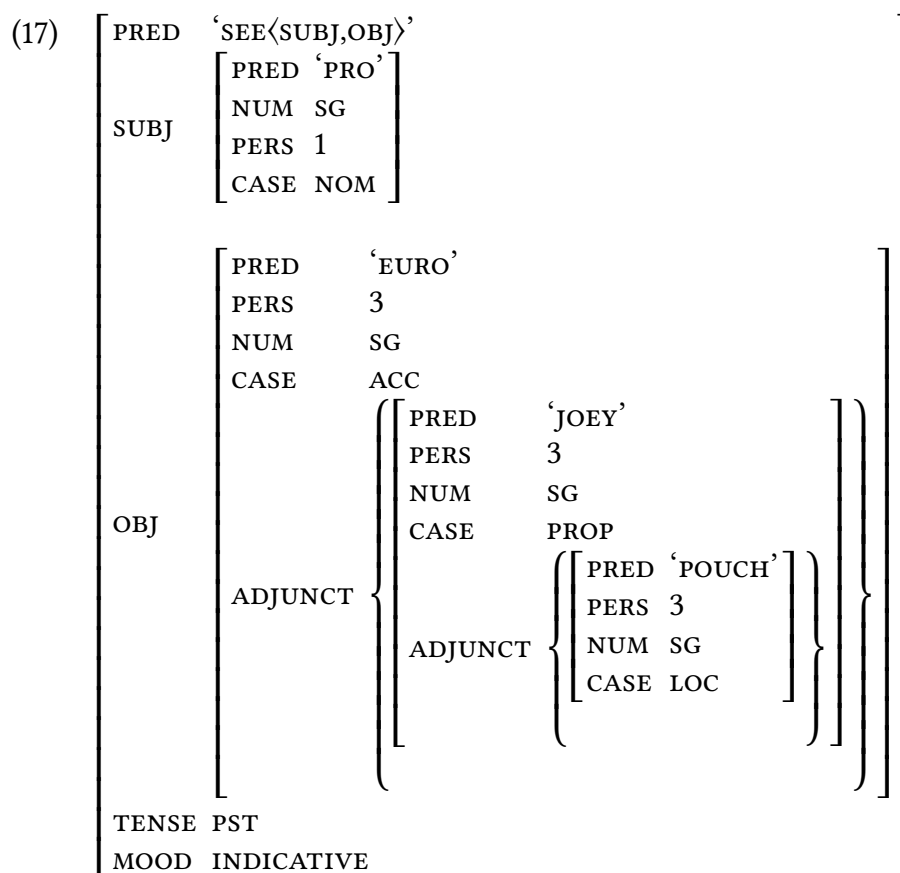 (17)
PRED ‘SEE⟨SUBJ,OBJ⟩’
SUBJ
PRED ‘PRO’
NUM SG
PERS 1
CASE NOM
OBJ
PRED ‘EURO’
PERS 3
NUM SG
CASE ACC
ADJUNCT
PRED ‘JOEY’
PERS 3
NUM SG
CASE PROP
ADJUNCT
PRED ‘POUCH’
PERS 3
NUM SG
CASE LOC
TENSE PST
MOOD INDICATIVE